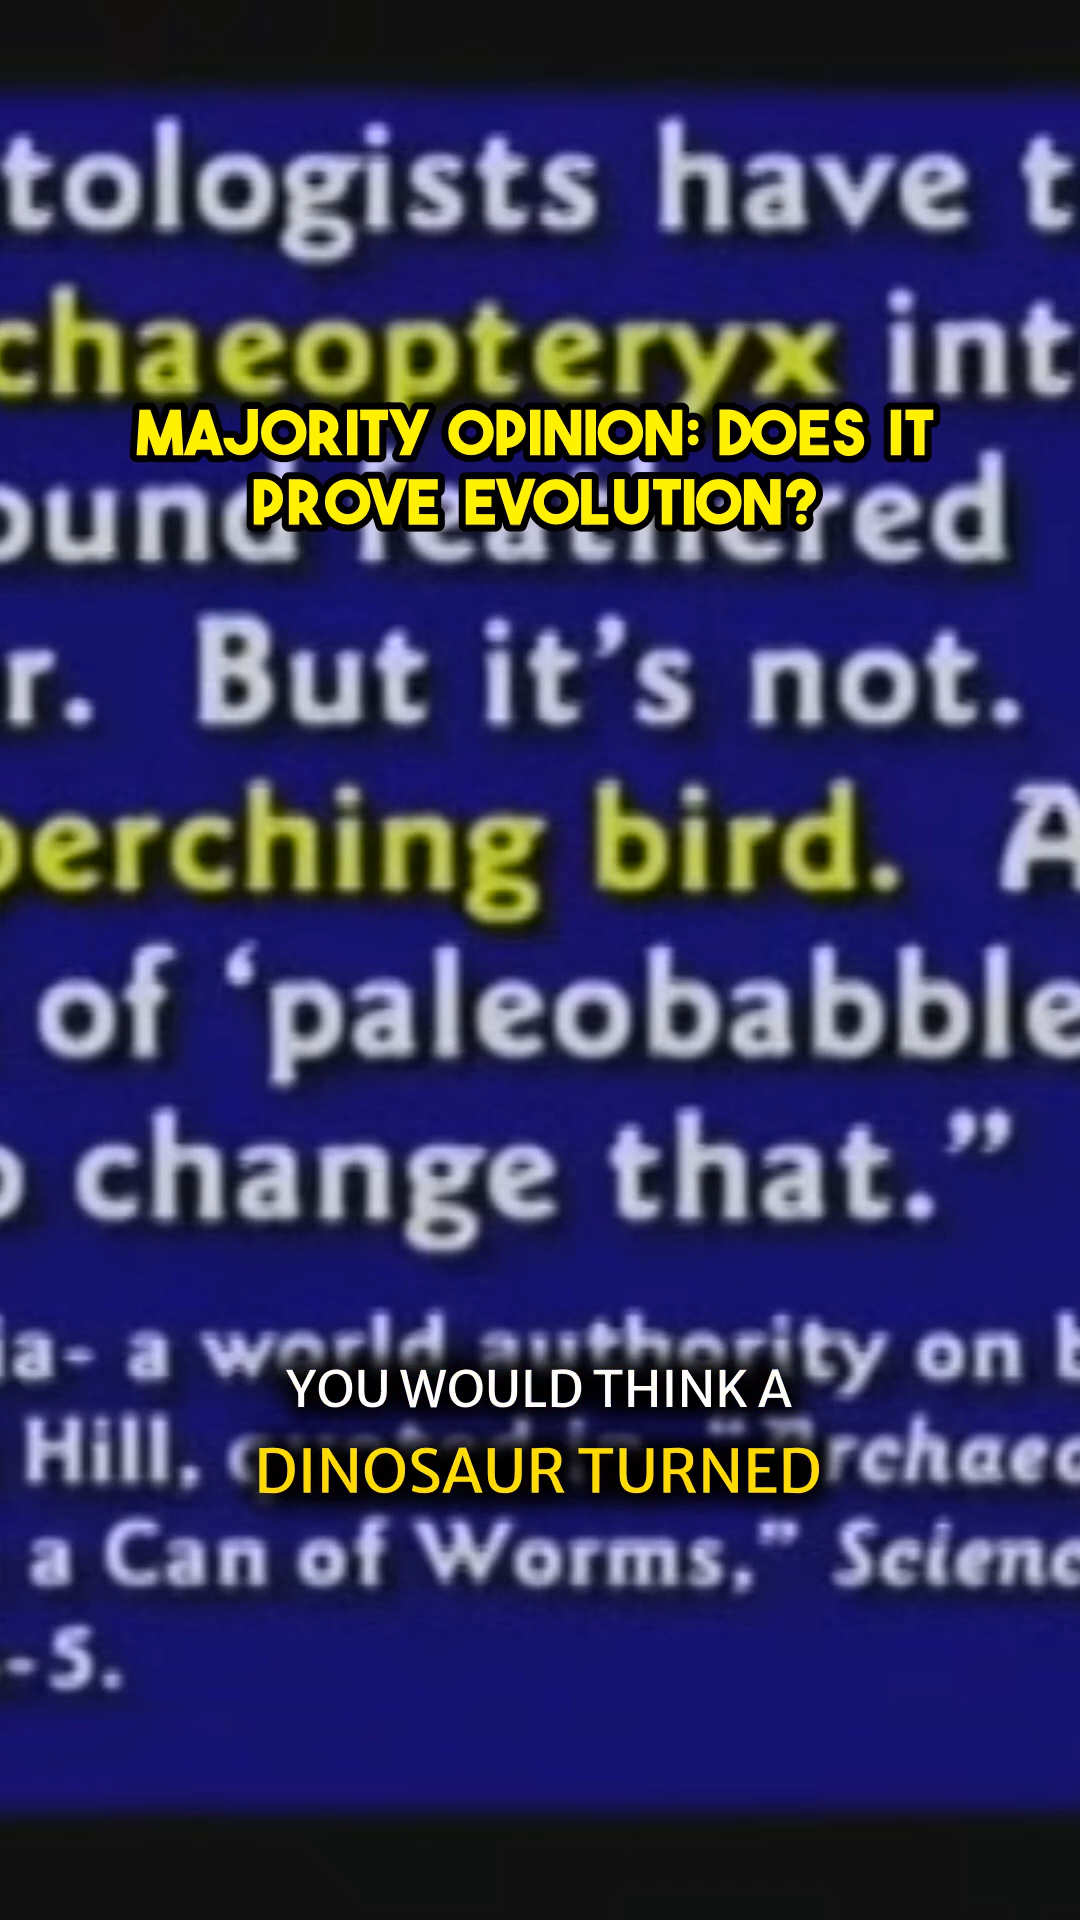 tologists have t
chaeopteryx int
MAJORITY OPINION: DOES IT
PROVE EVOLUTION?
ound feathered
r. But it’s not.
perching bird. A
of ‘paleobabble
o change that.”
ia- a world authority on b
YOU WOULD THINK A
Hill, rchaeo
DINOSAUR TURNED
a Can of Worms,” Scienc
-5.